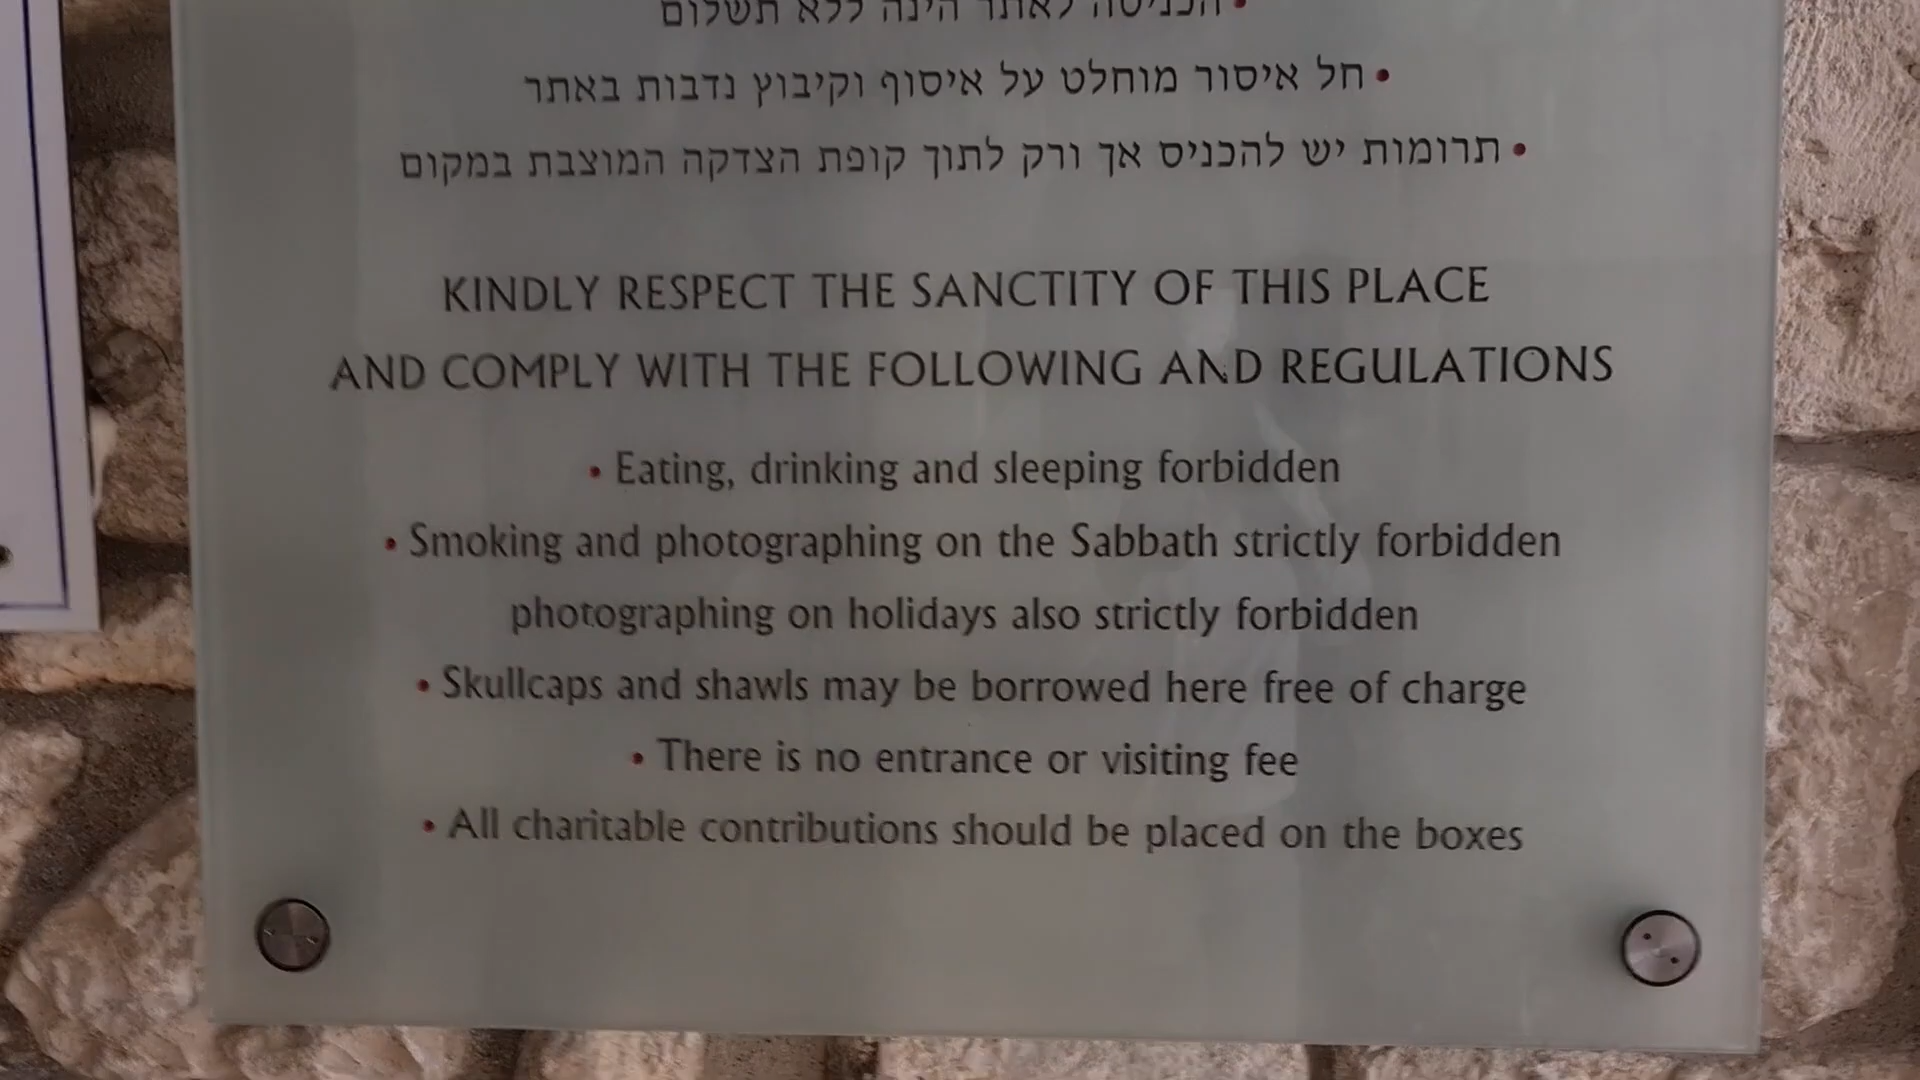 • הכניסה לאתר הינה ללא תשלום
• חל איסור מוחלט על איסוף וקיבוץ נדבות באתר
• תרומות יש להכניס אך ורק לתוך קופת הצדקה המוצבת במקום
KINDLY RESPECT THE SANCTITY OF THIS PLACE
AND COMPLY WITH THE FOLLOWING AND REGULATIONS
• Eating, drinking and sleeping forbidden
• Smoking and photographing on the Sabbath strictly forbidden
photographing on holidays also strictly forbidden
• Skullcaps and shawls may be borrowed here free of charge
• There is no entrance or visiting fee
• All charitable contributions should be placed on the boxes